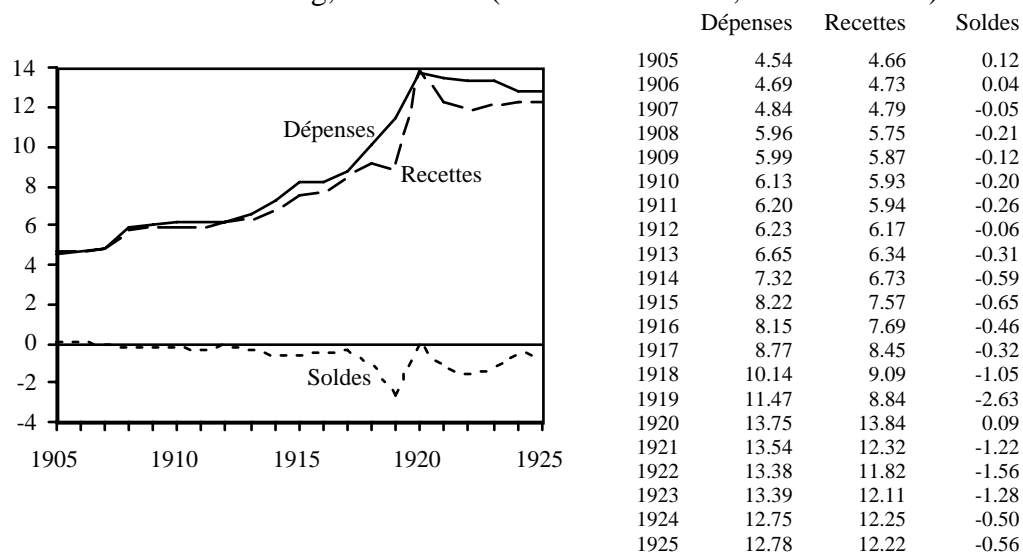 Dépenses Recettes Soldes
14
12
10
8
6
4
2
0
-2
-4
Dépenses
Recettes
Soldes
1905 1910 1915 1920 1925
1905 4.54 4.66 0.12
1906 4.69 4.73 0.04
1907 4.84 4.79 -0.05
1908 5.96 5.75 -0.21
1909 5.99 5.87 -0.12
1910 6.13 5.93 -0.20
1911 6.20 5.94 -0.26
1912 6.23 6.17 -0.06
1913 6.65 6.34 -0.31
1914 7.32 6.73 -0.59
1915 8.22 7.57 -0.65
1916 8.15 7.69 -0.46
1917 8.77 8.45 -0.32
1918 10.14 9.09 -1.05
1919 11.47 8.84 -2.63
1920 13.75 13.84 0.09
1921 13.54 12.32 -1.22
1922 13.38 11.82 -1.56
1923 13.39 12.11 -1.28
1924 12.75 12.25 -0.50
1925 12.78 12.22 -0.56